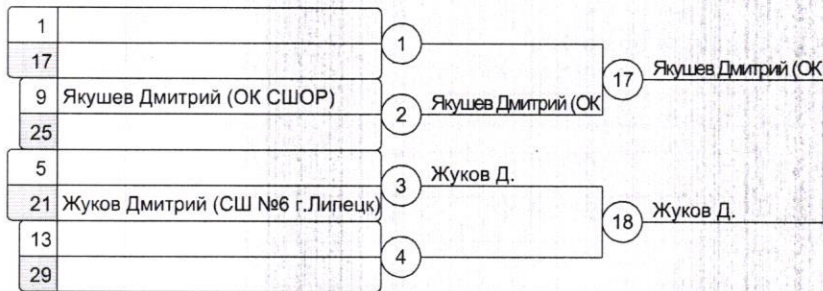 1
17
1
9 Якушев Дмитрий (ОК СШОР)
25
2
Якушев Дмитрий (ОК
17
Якушев Дмитрий (ОК
5
21 Жуков Дмитрий (СШ №6 г.Липецк)
3
Жуков Д.
13
29
4
18
Жуков Д.